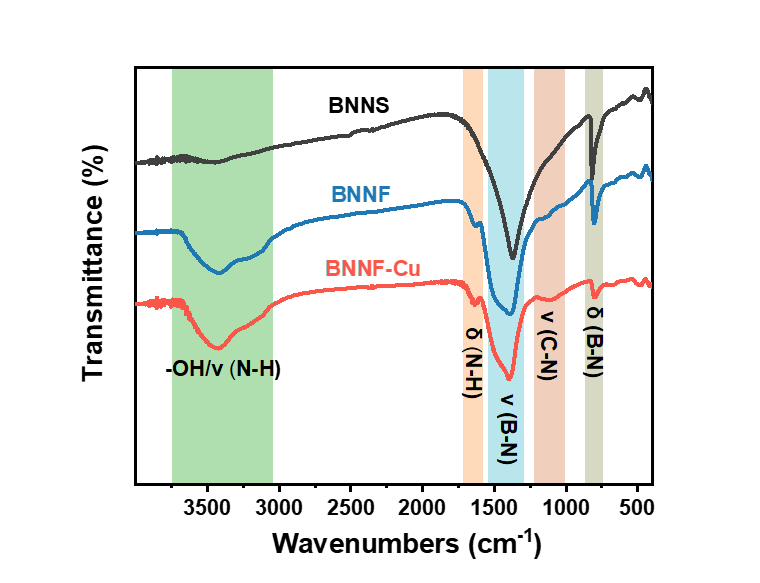 Transmittance (%)
BNNS
BNNF
BNNF-Cu
-OH/ν (N-H)
δ (N-H)
ν (B-N)
ν (C-N)
δ (B-N)
3500 3000 2500 2000 1500 1000 500
Wavenumbers (cm⁻¹)